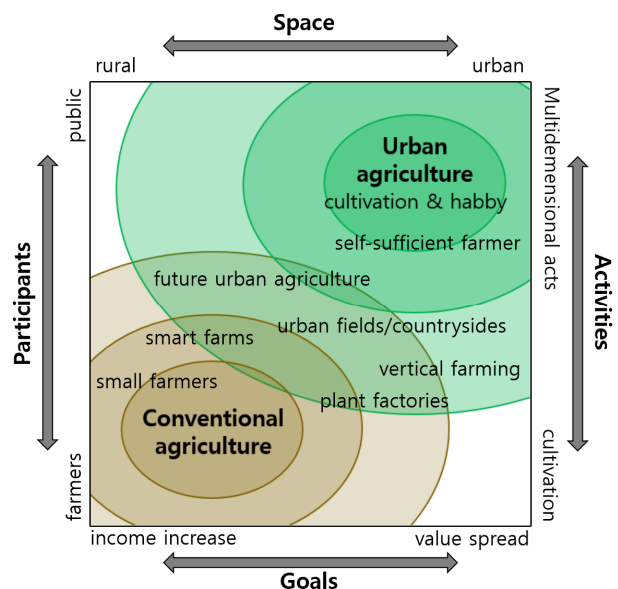 Space
rural
urban
public
Multidemensional acts
Urban
agriculture
cultivation & habby
self-sufficient farmer
future urban agriculture
Participants
Activities
urban fields/countrysides
smart farms
vertical farming
small farmers
plant factories
Conventional
agriculture
farmers
cultivation
income increase
value spread
Goals